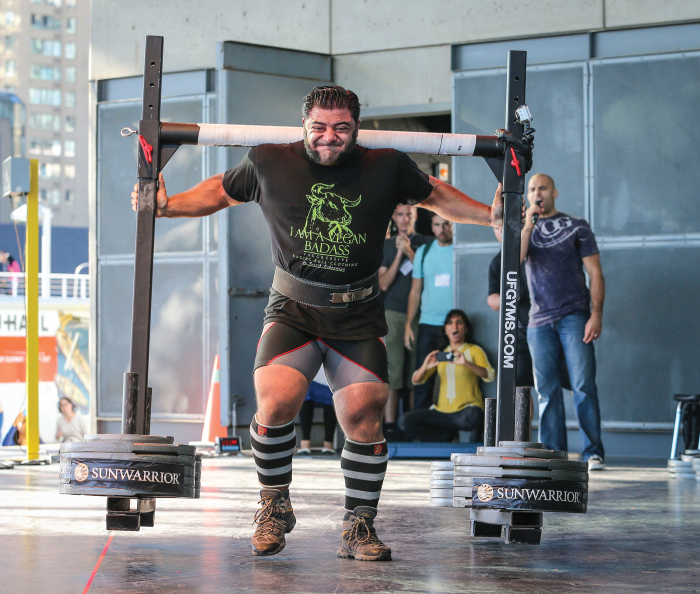 I AM A VEGAN
BADASS
UFGYMS.COM
SUNWARRIOR
SUNWARRIOR